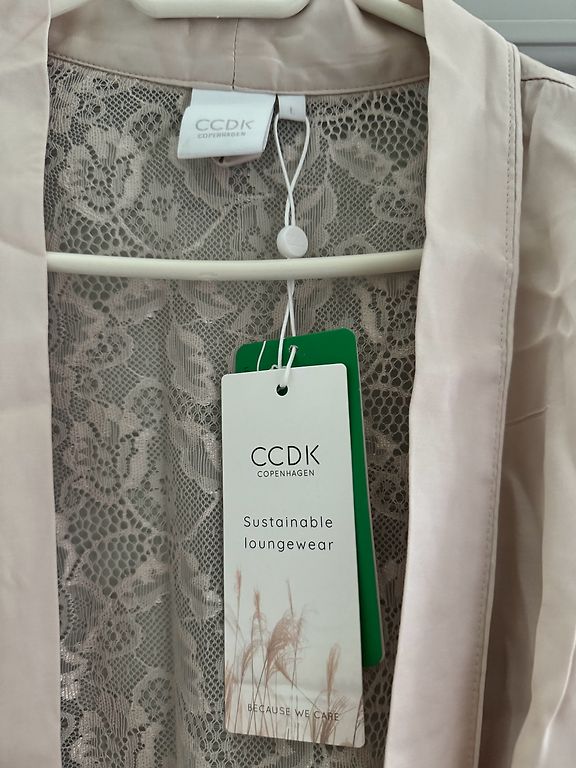 CCDK
COPENHAGEN
L
CCDK
COPENHAGEN
Sustainable
loungewear
BECAUSE WE CARE